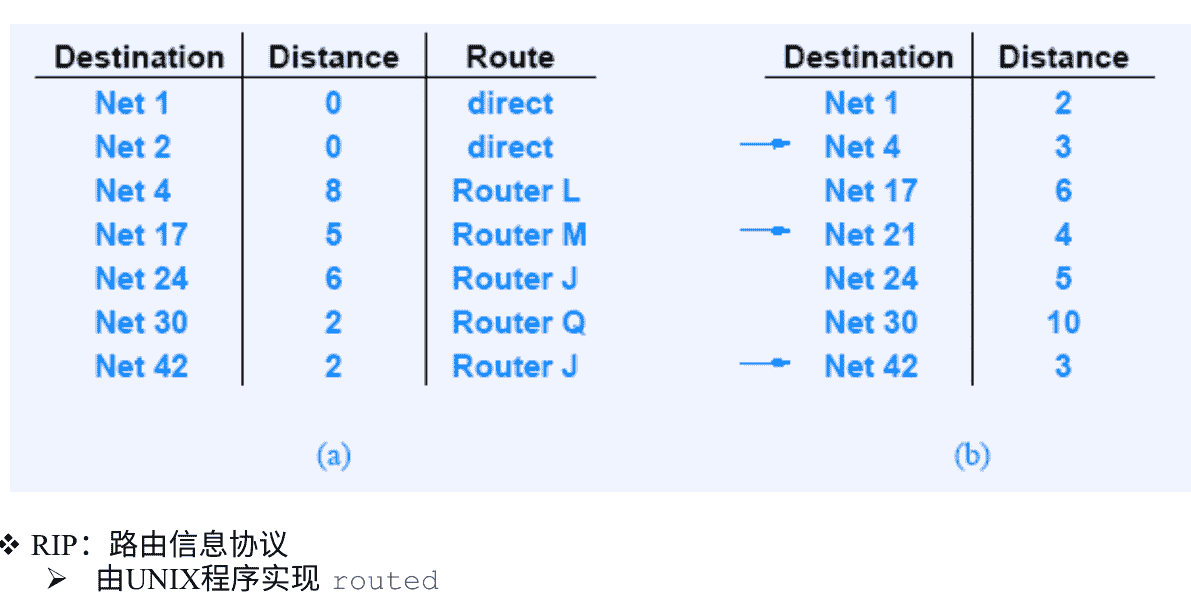 Destination Distance Route Destination Distance
Net 1 0 direct Net 1 2
Net 2 0 direct Net 4 3
Net 4 8 Router L Net 17 6
Net 17 5 Router M Net 21 4
Net 24 6 Router J Net 24 5
Net 30 2 Router Q Net 30 10
Net 42 2 Router J Net 42 3
(a) (b)
❖ RIP：路由信息协议
➢ 由UNIX程序实现 routed